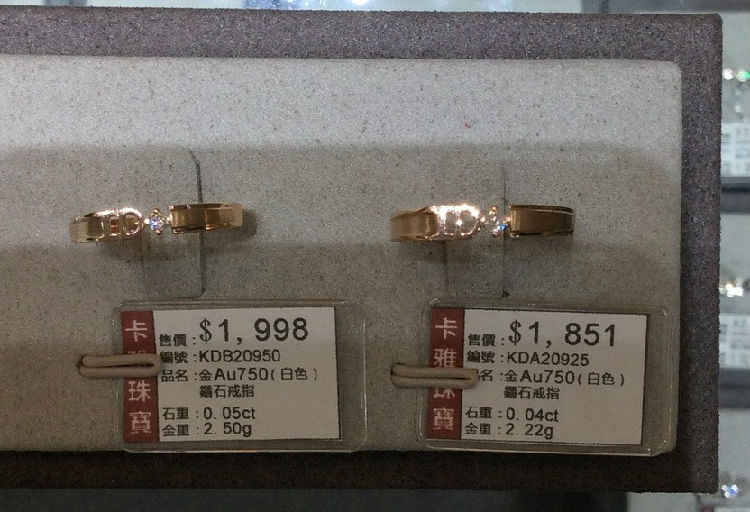 卡雅珠寶
售價:$1,998
編號:KDB20950
品名:金Au750(白色)
鑽石戒指
石重:0.05ct
金重:2.50g
卡雅珠寶
售價:$1,851
編號:KDA20925
品名:金Au750(白色)
鑽石戒指
石重:0.04ct
金重:2.22g